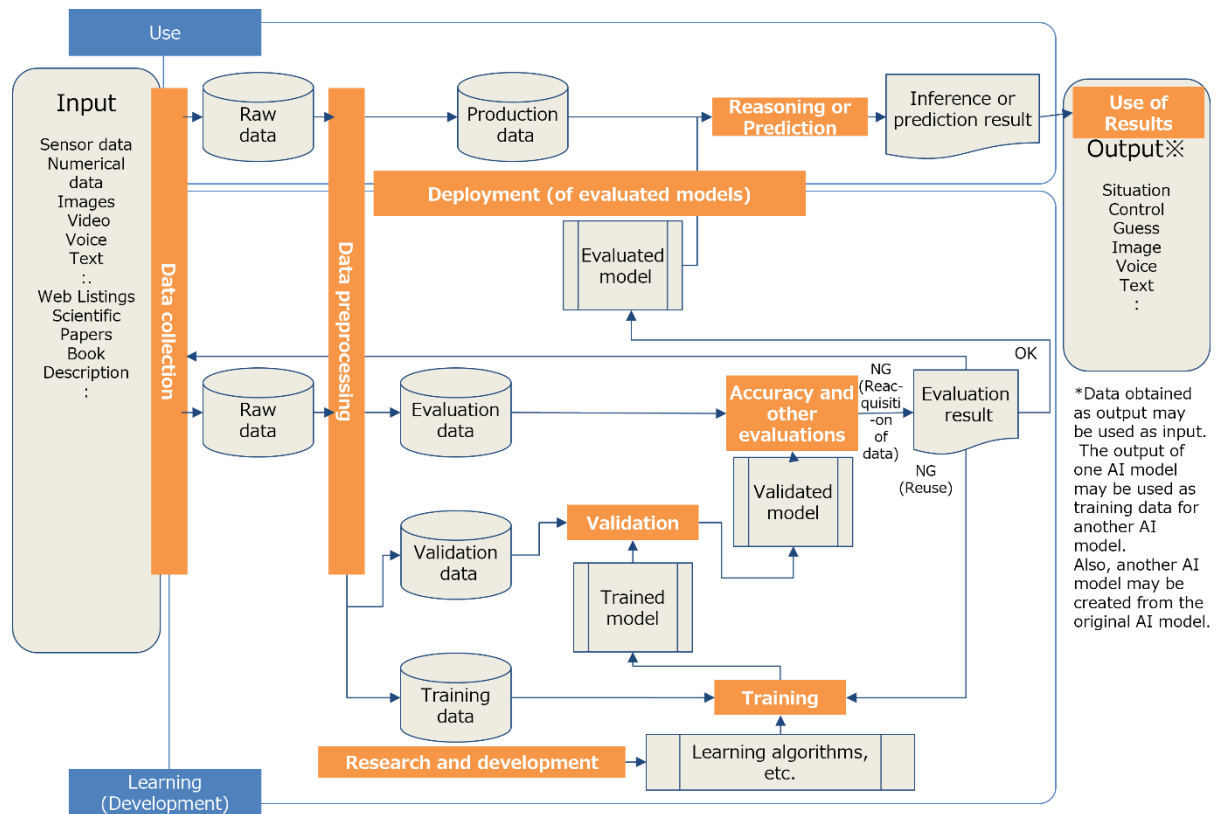 Use
Input
Sensor data
Numerical
data
Images
Video
Voice
Text
:.
Web Listings
Scientific
Papers
Book
Description
:
Data collection
Raw
data
Data preprocessing
Production
data
Reasoning or
Prediction
Inference or
prediction result
Use of
Results
Output※
Situation
Control
Guess
Image
Voice
Text
:
Deployment (of evaluated models)
Evaluated
model
OK
Raw
data
Evaluation
data
Accuracy and
other
evaluations
NG
(Reac-
quisiti
-on of
data)
Evaluation
result
NG
(Reuse)
Validated
model
Validation
Validation
data
Trained
model
Training
data
Training
Research and development
Learning algorithms,
etc.
Learning
(Development)
*Data obtained
as output may
be used as input.
The output of
one AI model
may be used as
training data for
another AI
model.
Also, another AI
model may be
created from the
original AI model.